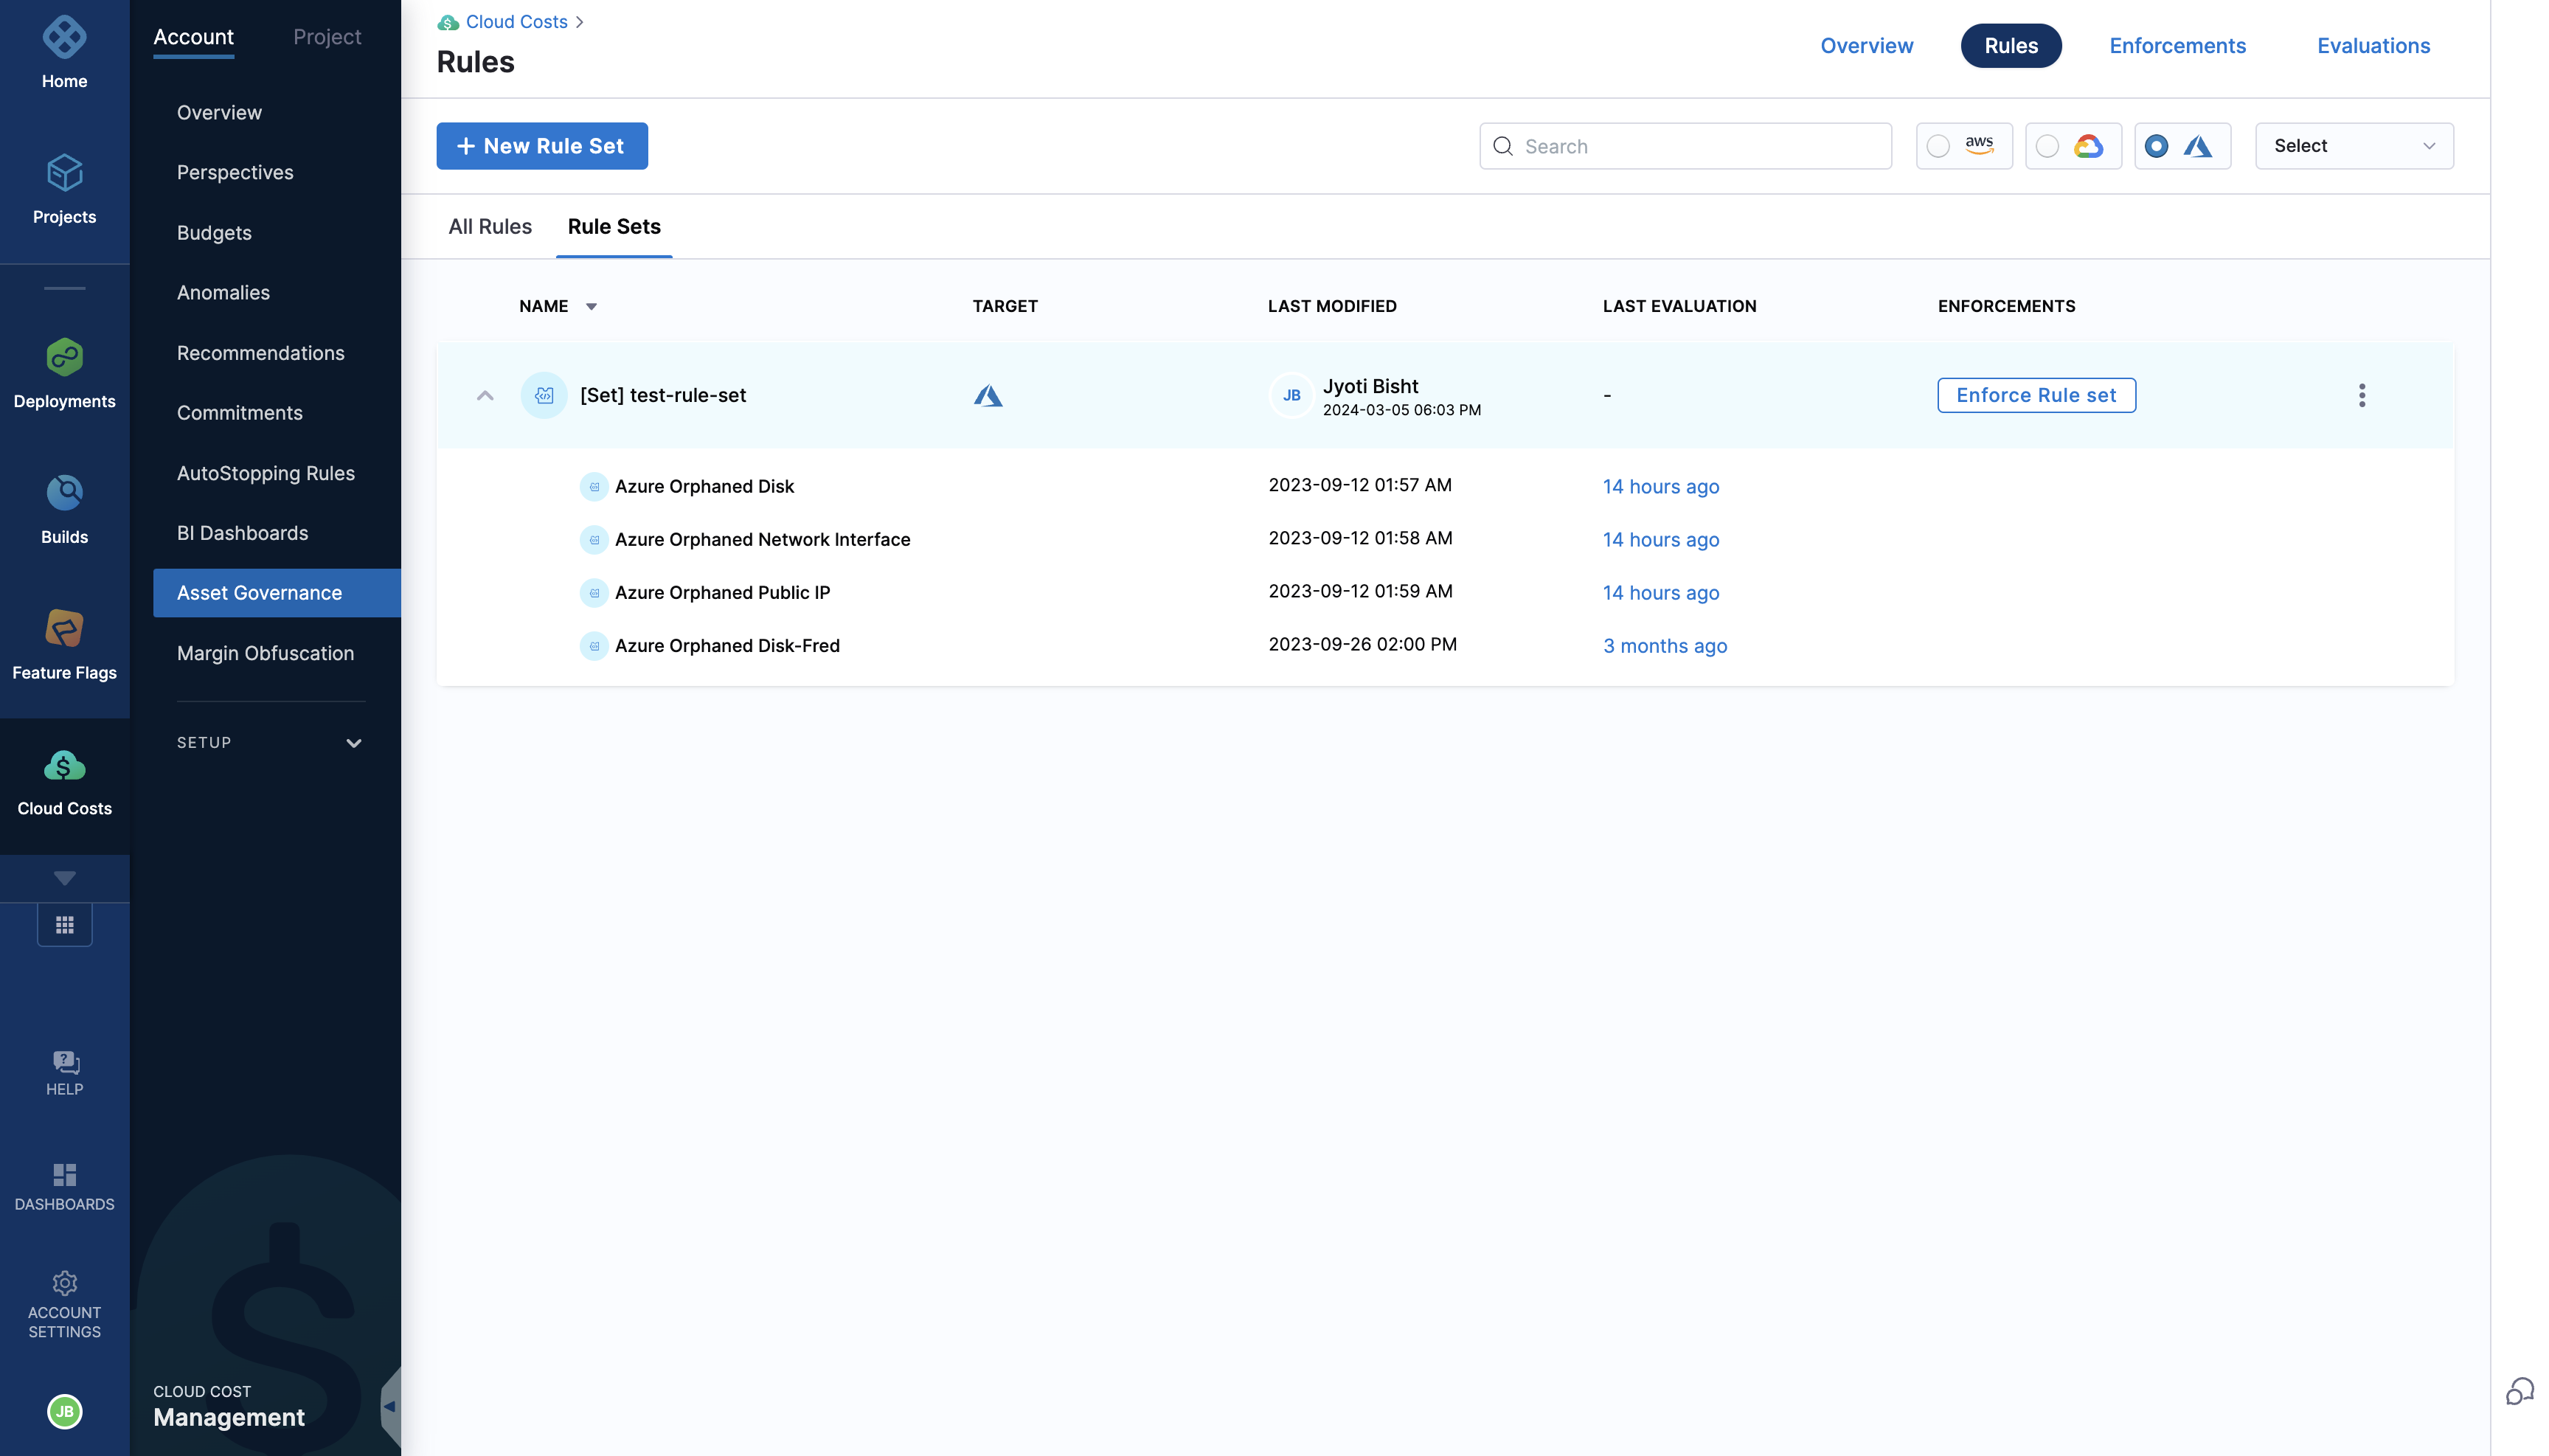 Home
Projects
Deployments
Builds
Feature Flags
Cloud Costs
HELP
DASHBOARDS
ACCOUNT
SETTINGS
JB
Account Project
Overview
Perspectives
Budgets
Anomalies
Recommendations
Commitments
AutoStopping Rules
BI Dashboards
Asset Governance
Margin Obfuscation
SETUP
CLOUD COST
Management
Cloud Costs >
Rules
Overview Rules Enforcements Evaluations
+ New Rule Set
Search
aws
Select
All Rules Rule Sets
NAME TARGET LAST MODIFIED LAST EVALUATION ENFORCEMENTS
[Set] test-rule-set JB Jyoti Bisht - Enforce Rule set
2024-03-05 06:03 PM
Azure Orphaned Disk 2023-09-12 01:57 AM 14 hours ago
Azure Orphaned Network Interface 2023-09-12 01:58 AM 14 hours ago
Azure Orphaned Public IP 2023-09-12 01:59 AM 14 hours ago
Azure Orphaned Disk-Fred 2023-09-26 02:00 PM 3 months ago